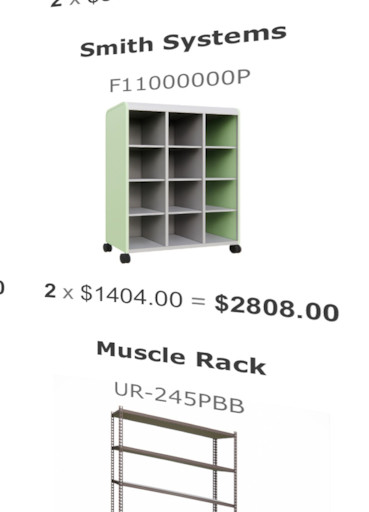 Smith Systems
F11000000P
2 x $1404.00 = $2808.00
Muscle Rack
UR-245PBB